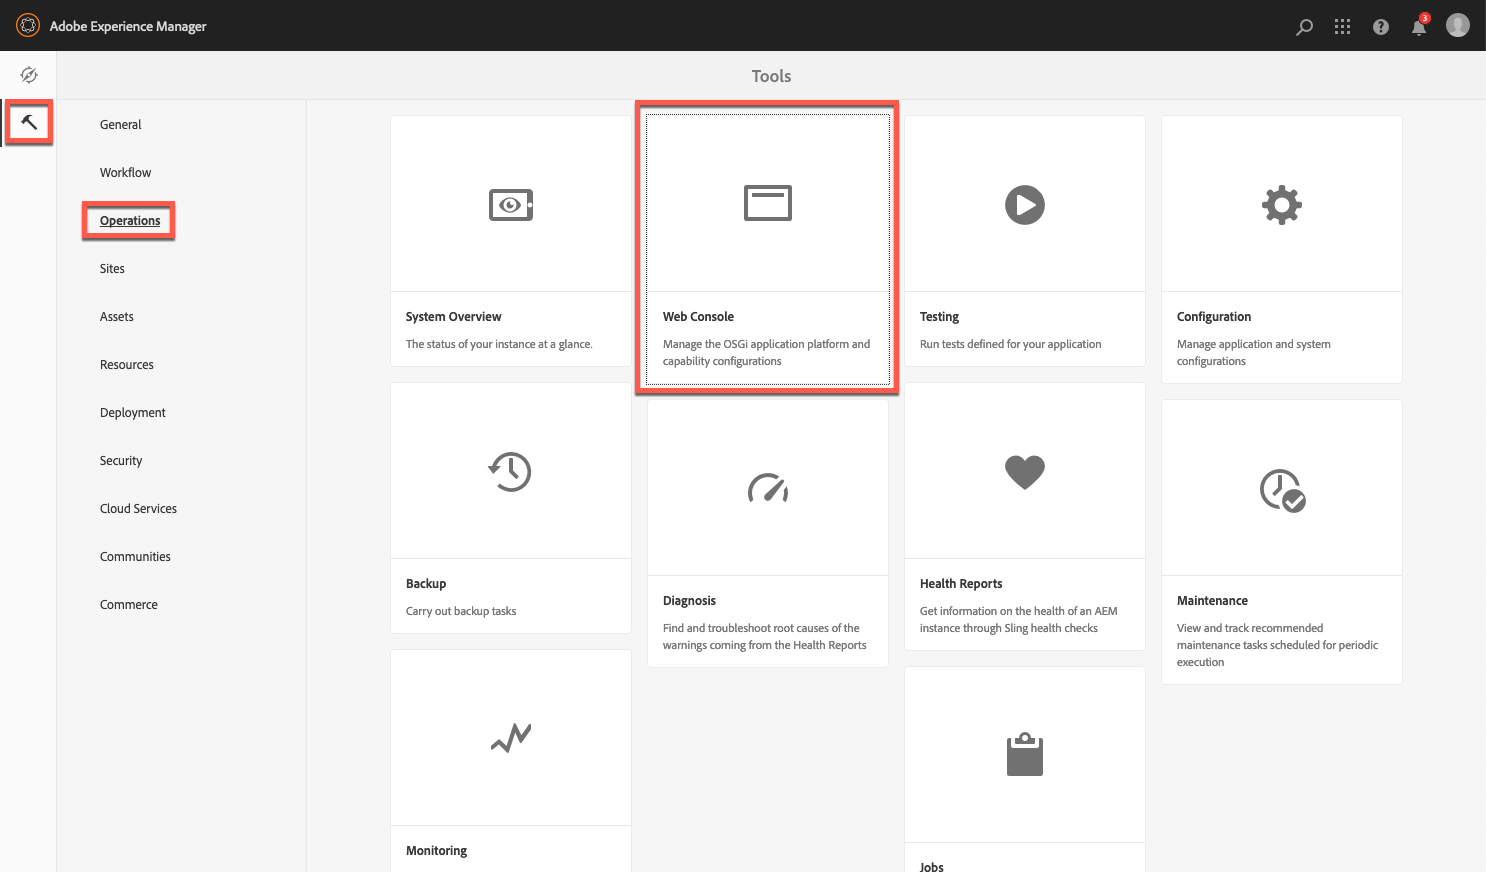 Adobe Experience Manager
3
Tools
General
Workflow
Operations
Sites
Assets
Resources
Deployment
Security
Cloud Services
Communities
Commerce
System Overview
The status of your instance at a glance.
Web Console
Manage the OSGi application platform and
capability configurations
Testing
Run tests defined for your application
Configuration
Manage application and system
configurations
Backup
Carry out backup tasks
Diagnosis
Find and troubleshoot root causes of the
warnings coming from the Health Reports
Health Reports
Get information on the health of an AEM
instance through Sling health checks
Maintenance
View and track recommended
maintenance tasks scheduled for periodic
execution
Monitoring
Jobs